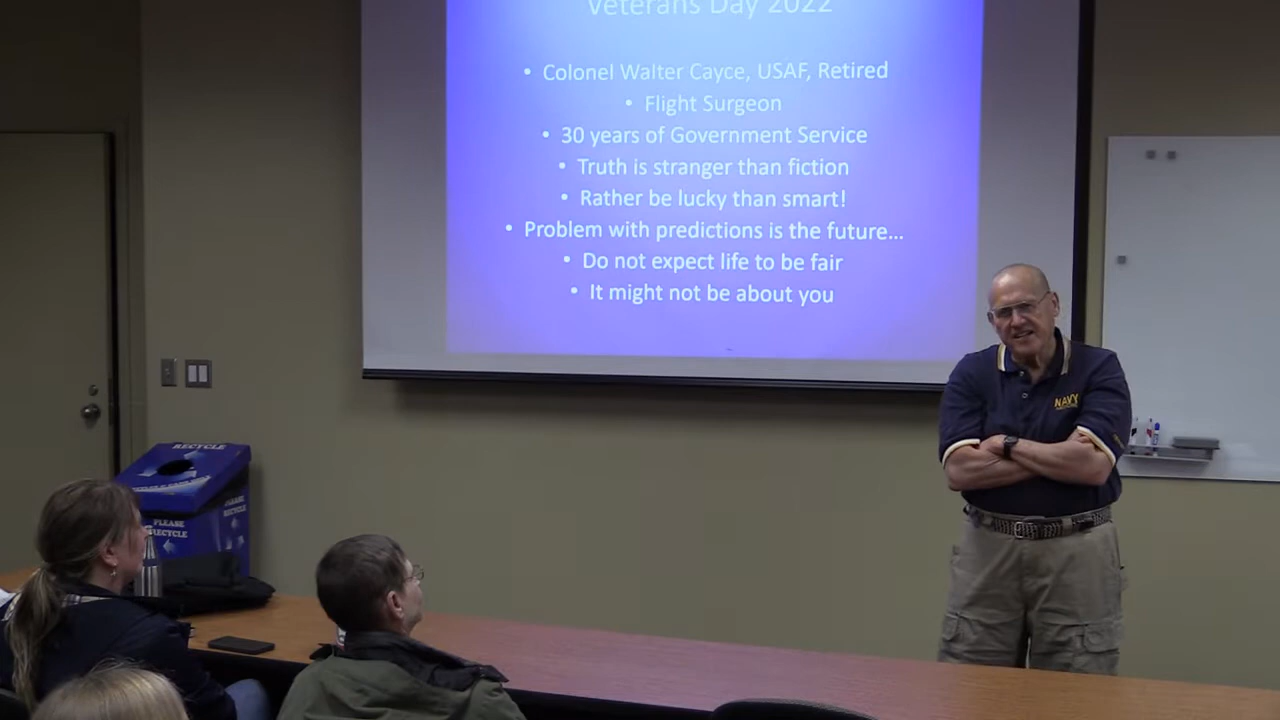 Veterans Day 2022
• Colonel Walter Cayce, USAF, Retired
• Flight Surgeon
• 30 years of Government Service
• Truth is stranger than fiction
• Rather be lucky than smart!
• Problem with predictions is the future...
• Do not expect life to be fair
• It might not be about you
NAVY
RECYCLE
PLEASE
RECYCLE
PLEASE
RECYCLE